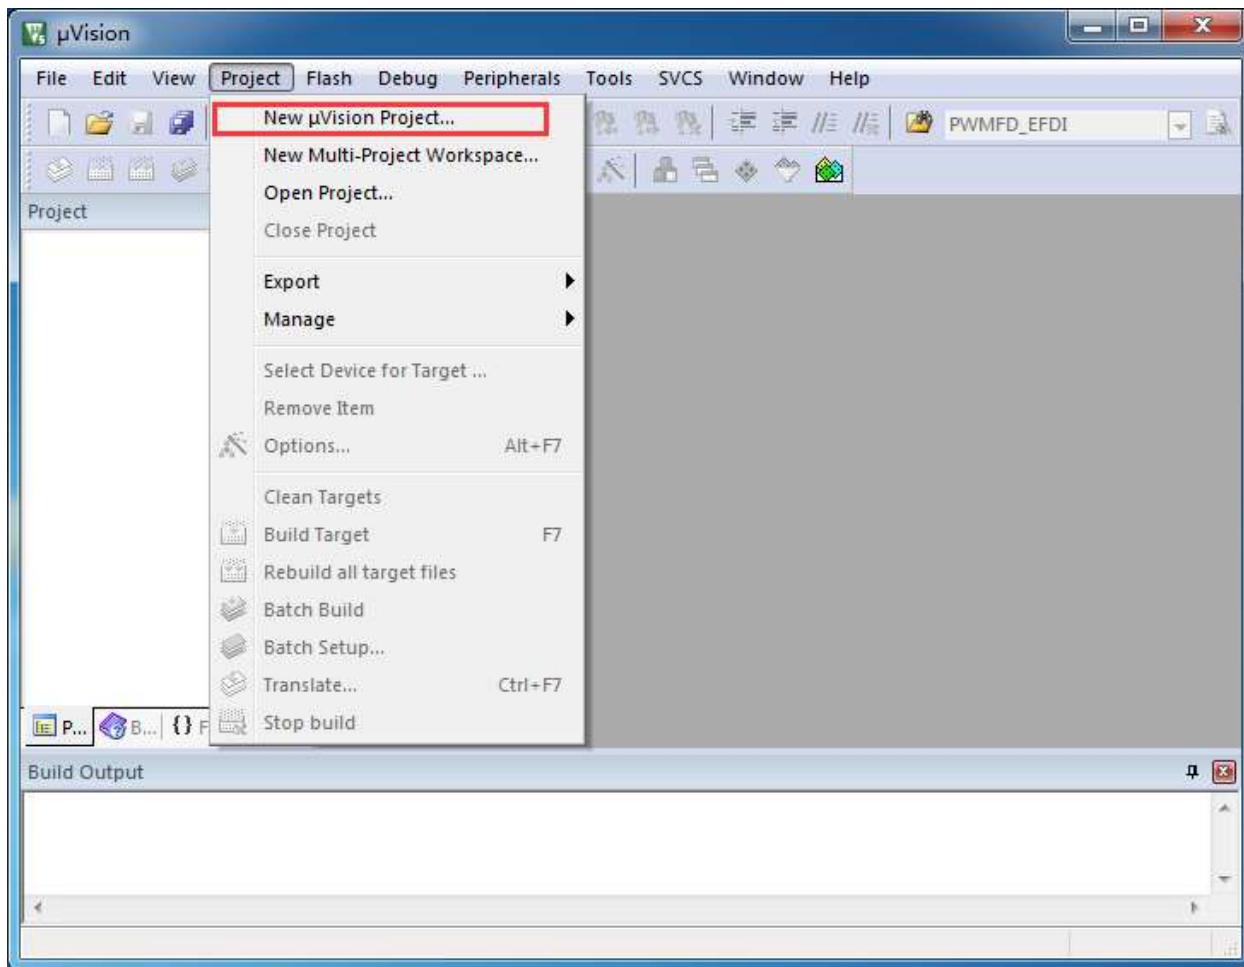 µVision
File Edit View Project Flash Debug Peripherals Tools SVCS Window Help
New µVision Project...
PWMFD_EFDI
New Multi-Project Workspace...
Project
Open Project...
Close Project
Export
Manage
Select Device for Target ...
Remove Item
Options... Alt+F7
Clean Targets
Build Target F7
Rebuild all target files
Batch Build
Batch Setup...
Translate... Ctrl+F7
Stop build
P... B... {} F
Build Output